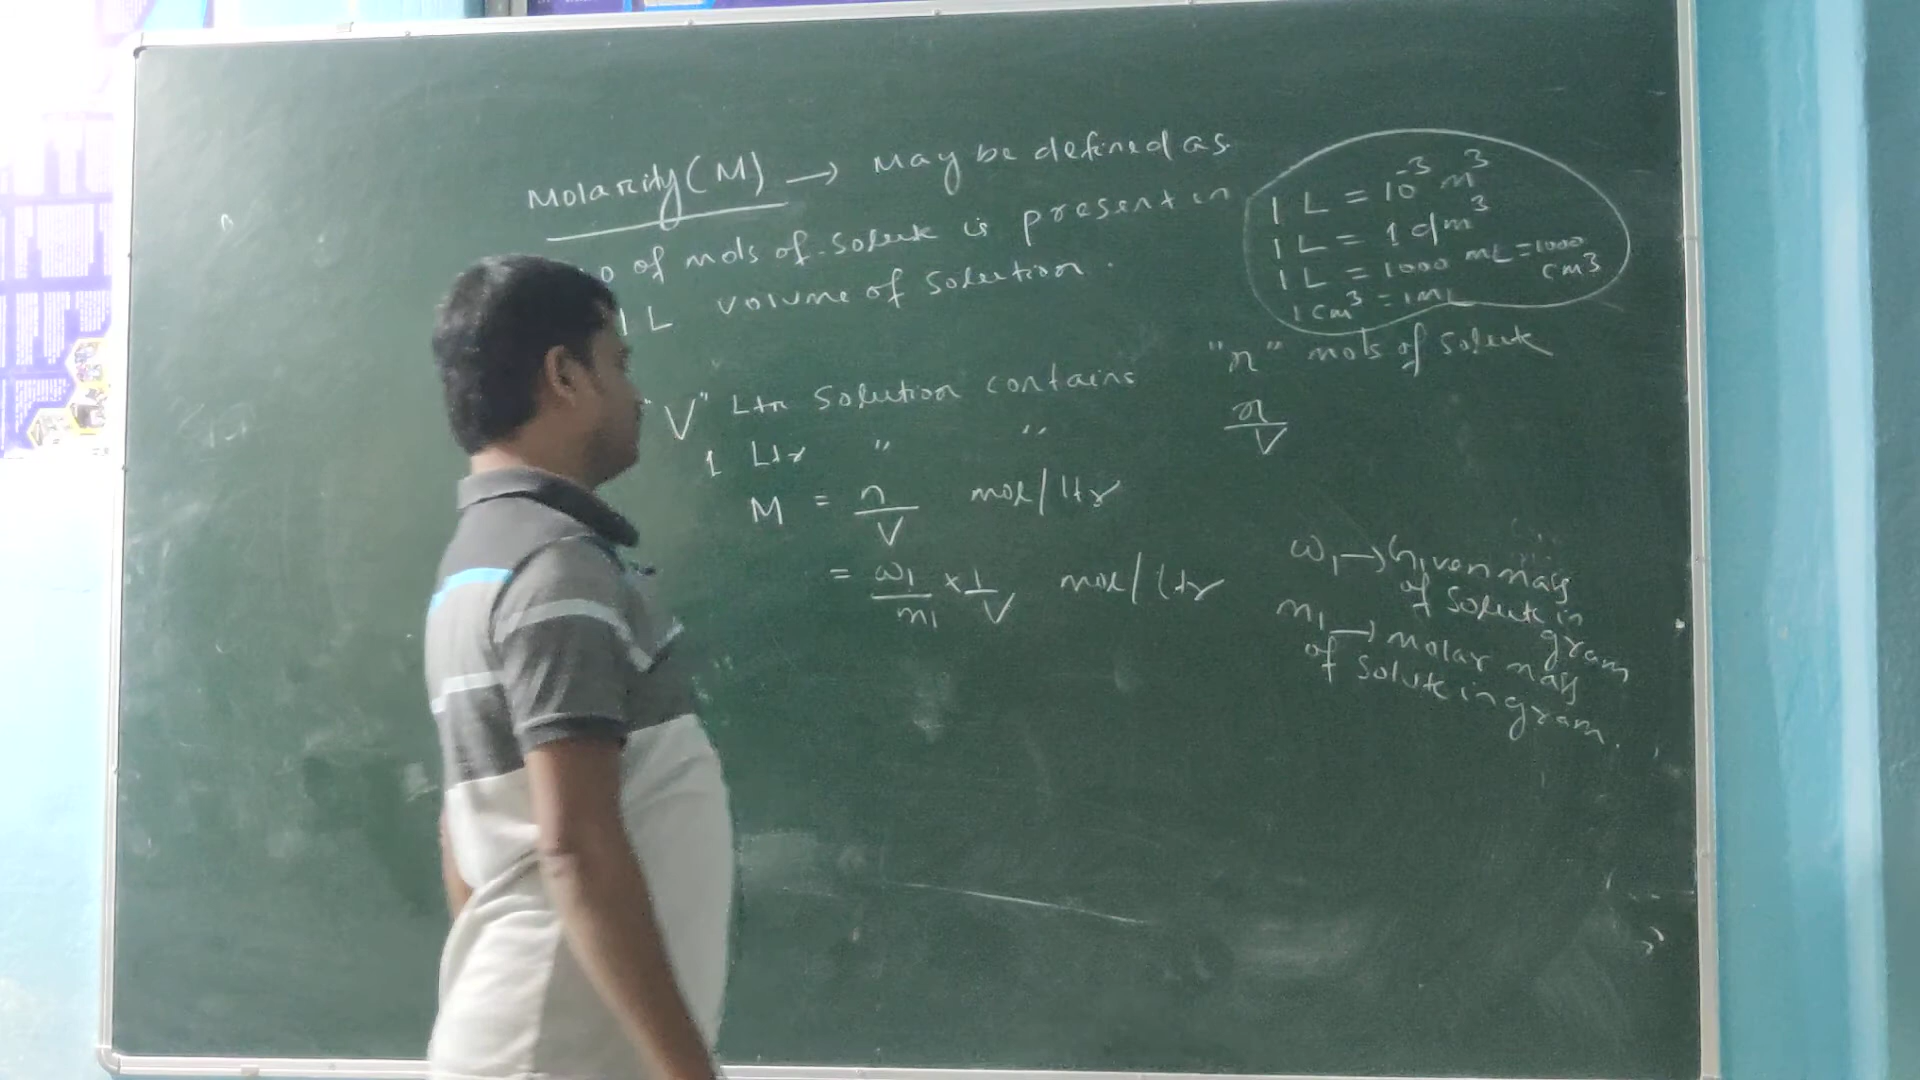 Molarity (M) → may be defined as
o of mols of solute is present in
1 L volume of solution.
1 L = 10⁻³ m³
1 L = 1 dm³
1 L = 1000 mL = 1000 cm³
1 cm³ = 1 mL
"V" Ltr solution contains "n" mols of solute
1 Ltr " " n/V
M = n/V mol/ltr
= w₁/m₁ × 1/V mol/ltr
w₁ → Given mass
of solute in
gram
m₁ → molar mass
of solute in gram.